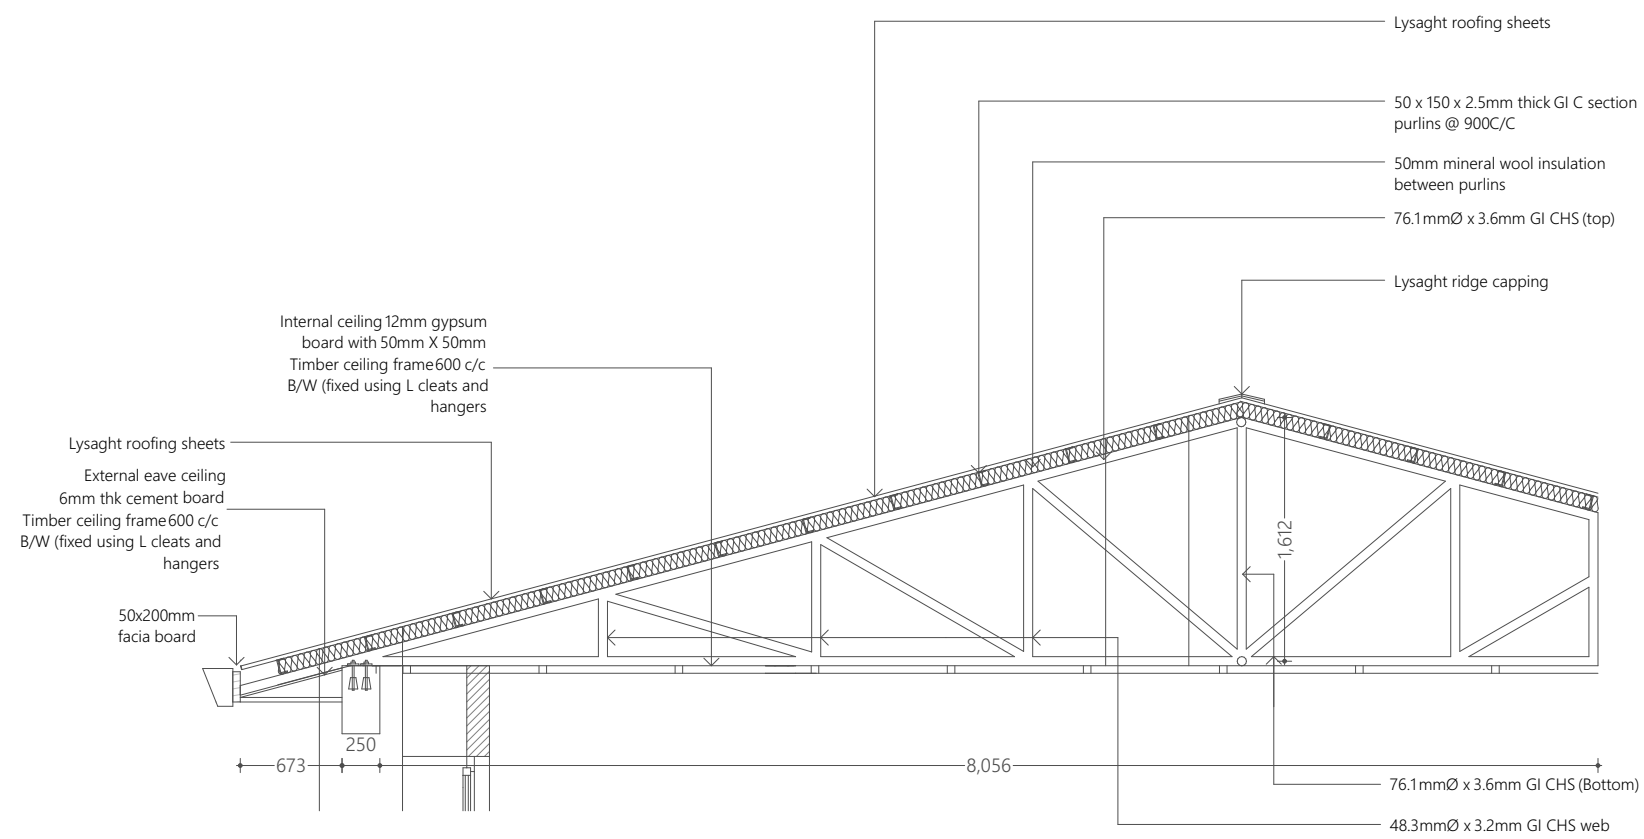 Lysaght roofing sheets
50 x 150 x 2.5mm thick GI C section
purlins @ 900C/C
50mm mineral wool insulation
between purlins
76.1mmØ x 3.6mm GI CHS (top)
Lysaght ridge capping
Internal ceiling 12mm gypsum
board with 50mm X 50mm
Timber ceiling frame 600 c/c
B/W (fixed using L cleats and
hangers
Lysaght roofing sheets
External eave ceiling
6mm thk cement board
Timber ceiling frame 600 c/c
B/W (fixed using L cleats and
hangers
50x200mm
facia board
1,612
250
673
8,056
76.1mmØ x 3.6mm GI CHS (Bottom)
48.3mmØ x 3.2mm GI CHS web